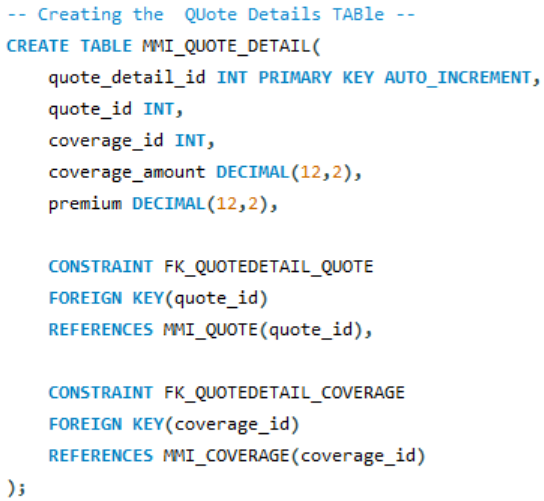 -- Creating the  QUote Details TABle --
CREATE TABLE MMI_QUOTE_DETAIL(
    quote_detail_id INT PRIMARY KEY AUTO_INCREMENT,
    quote_id INT,
    coverage_id INT,
    coverage_amount DECIMAL(12,2),
    premium DECIMAL(12,2),

    CONSTRAINT FK_QUOTEDETAIL_QUOTE
    FOREIGN KEY(quote_id)
    REFERENCES MMI_QUOTE(quote_id),

    CONSTRAINT FK_QUOTEDETAIL_COVERAGE
    FOREIGN KEY(coverage_id)
    REFERENCES MMI_COVERAGE(coverage_id)
);